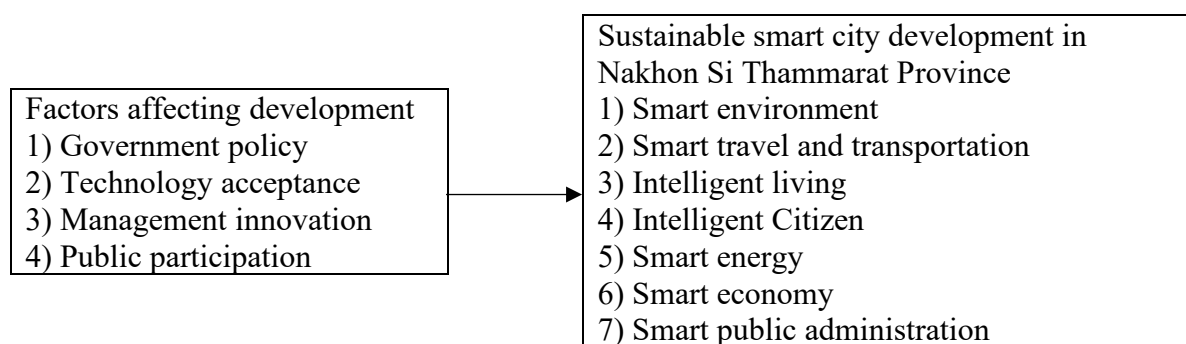 Factors affecting development
1) Government policy
2) Technology acceptance
3) Management innovation
4) Public participation
Sustainable smart city development in
Nakhon Si Thammarat Province
1) Smart environment
2) Smart travel and transportation
3) Intelligent living
4) Intelligent Citizen
5) Smart energy
6) Smart economy
7) Smart public administration